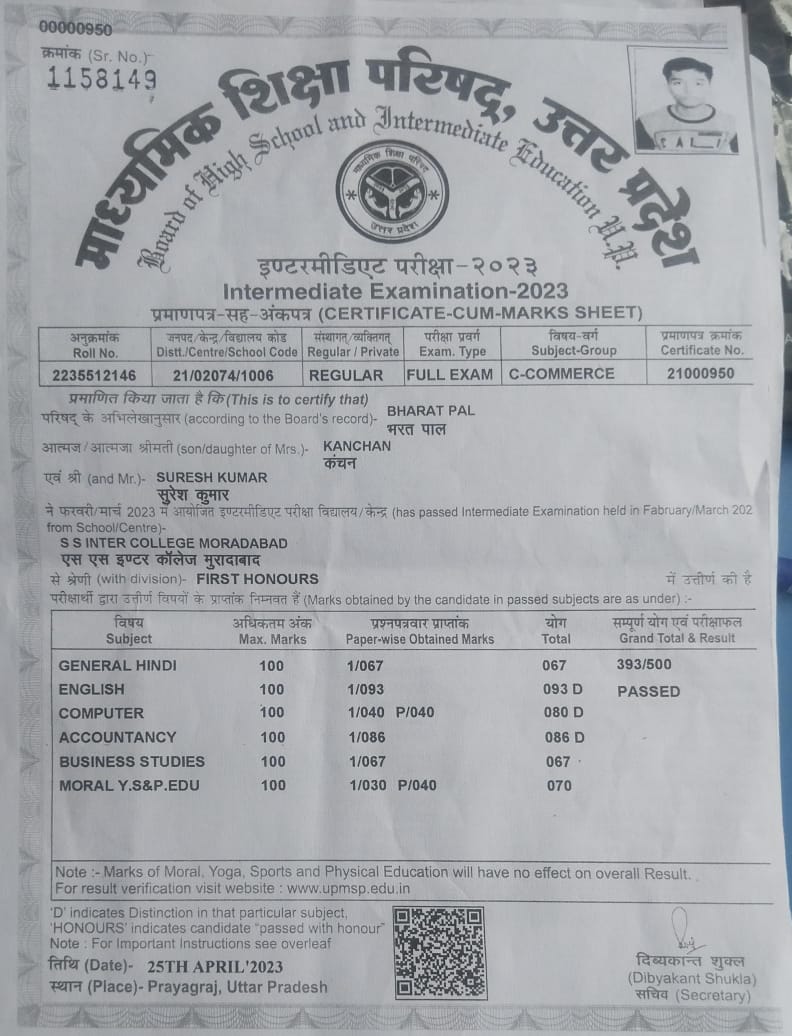 00000950
क्रमांक (Sr. No.)-
1158149
माध्यमिक शिक्षा परिषद्, उत्तर प्रदेश
Board of High School and Intermediate Education U.P.
माध्यमिक शिक्षा परिषद
उत्तर प्रदेश
इण्टरमीडिएट परीक्षा-२०२३
Intermediate Examination-2023
प्रमाणपत्र-सह-अंकपत्र (CERTIFICATE-CUM-MARKS SHEET)
अनुक्रमांक जनपद/केन्द्र/विद्यालय कोड संस्थागत/व्यक्तिगत परीक्षा प्रवर्ग विषय-वर्ग प्रमाणपत्र क्रमांक
Roll No. Distt./Centre/School Code Regular / Private Exam. Type Subject-Group Certificate No.
2235512146 21/02074/1006 REGULAR FULL EXAM C-COMMERCE 21000950
प्रमाणित किया जाता है कि(This is to certify that)
परिषद् के अभिलेखानुसार (according to the Board's record)- BHARAT PAL
भरत पाल
आत्मज/आत्मजा श्रीमती (son/daughter of Mrs.)- KANCHAN
कंचन
एवं श्री (and Mr.)- SURESH KUMAR
सुरेश कुमार
ने फरवरी/मार्च 2023 में आयोजित इण्टरमीडिएट परीक्षा विद्यालय/केन्द्र (has passed Intermediate Examination held in Fabruary/March 202
from School/Centre)-
S S INTER COLLEGE MORADABAD
एस एस इण्टर कॉलेज मुरादाबाद
से श्रेणी (with division)- FIRST HONOURS में उत्तीर्ण की है
परीक्षार्थी द्वारा उत्तीर्ण विषयों के प्राप्तांक निम्नवत हैं (Marks obtained by the candidate in passed subjects are as under) :-
विषय अधिकतम अंक प्रश्नपत्रवार प्राप्तांक योग सम्पूर्ण योग एवं परीक्षाफल
Subject Max. Marks Paper-wise Obtained Marks Total Grand Total & Result
GENERAL HINDI 100 1/067 067 393/500
ENGLISH 100 1/093 093 D PASSED
COMPUTER 100 1/040 P/040 080 D
ACCOUNTANCY 100 1/086 086 D
BUSINESS STUDIES 100 1/067 067
MORAL Y.S&P.EDU 100 1/030 P/040 070
Note :- Marks of Moral, Yoga, Sports and Physical Education will have no effect on overall Result.
For result verification visit website : www.upmsp.edu.in
'D' indicates Distinction in that particular subject,
'HONOURS' indicates candidate "passed with honour"
Note : For Important Instructions see overleaf
तिथि (Date)- 25TH APRIL'2023
स्थान (Place)- Prayagraj, Uttar Pradesh
दिब्यकान्त शुक्ल
(Dibyakant Shukla)
सचिव (Secretary)